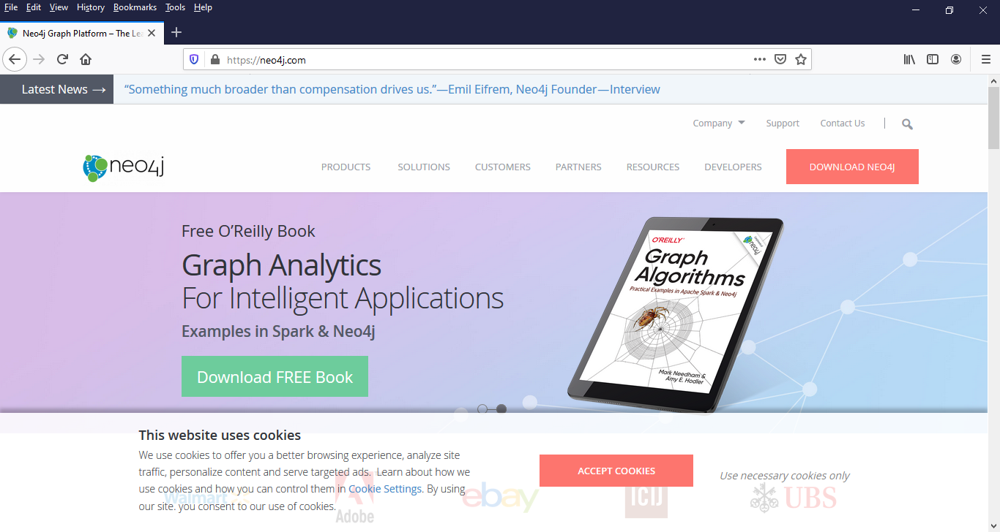 File Edit View History Bookmarks Tools Help
Neo4j Graph Platform – The Lea
https://neo4j.com
Latest News → “Something much broader than compensation drives us.”—Emil Eifrem, Neo4j Founder—Interview
Company Support Contact Us
neo4j PRODUCTS SOLUTIONS CUSTOMERS PARTNERS RESOURCES DEVELOPERS DOWNLOAD NEO4J
Free O’Reilly Book
Graph Analytics
For Intelligent Applications
Examples in Spark & Neo4j
Download FREE Book
O'REILLY
neo4j
Graph
Algorithms
Practical Examples in Apache Spark & Neo4j
Mark Needham &
Amy E. Hodler
This website uses cookies
We use cookies to offer you a better browsing experience, analyze site
traffic, personalize content and serve targeted ads. Learn about how we
use cookies and how you can control them in Cookie Settings. By using
our site. you consent to our use of cookies.
ACCEPT COOKIES
Use necessary cookies only
Walmart Adobe ebay ICIJ UBS